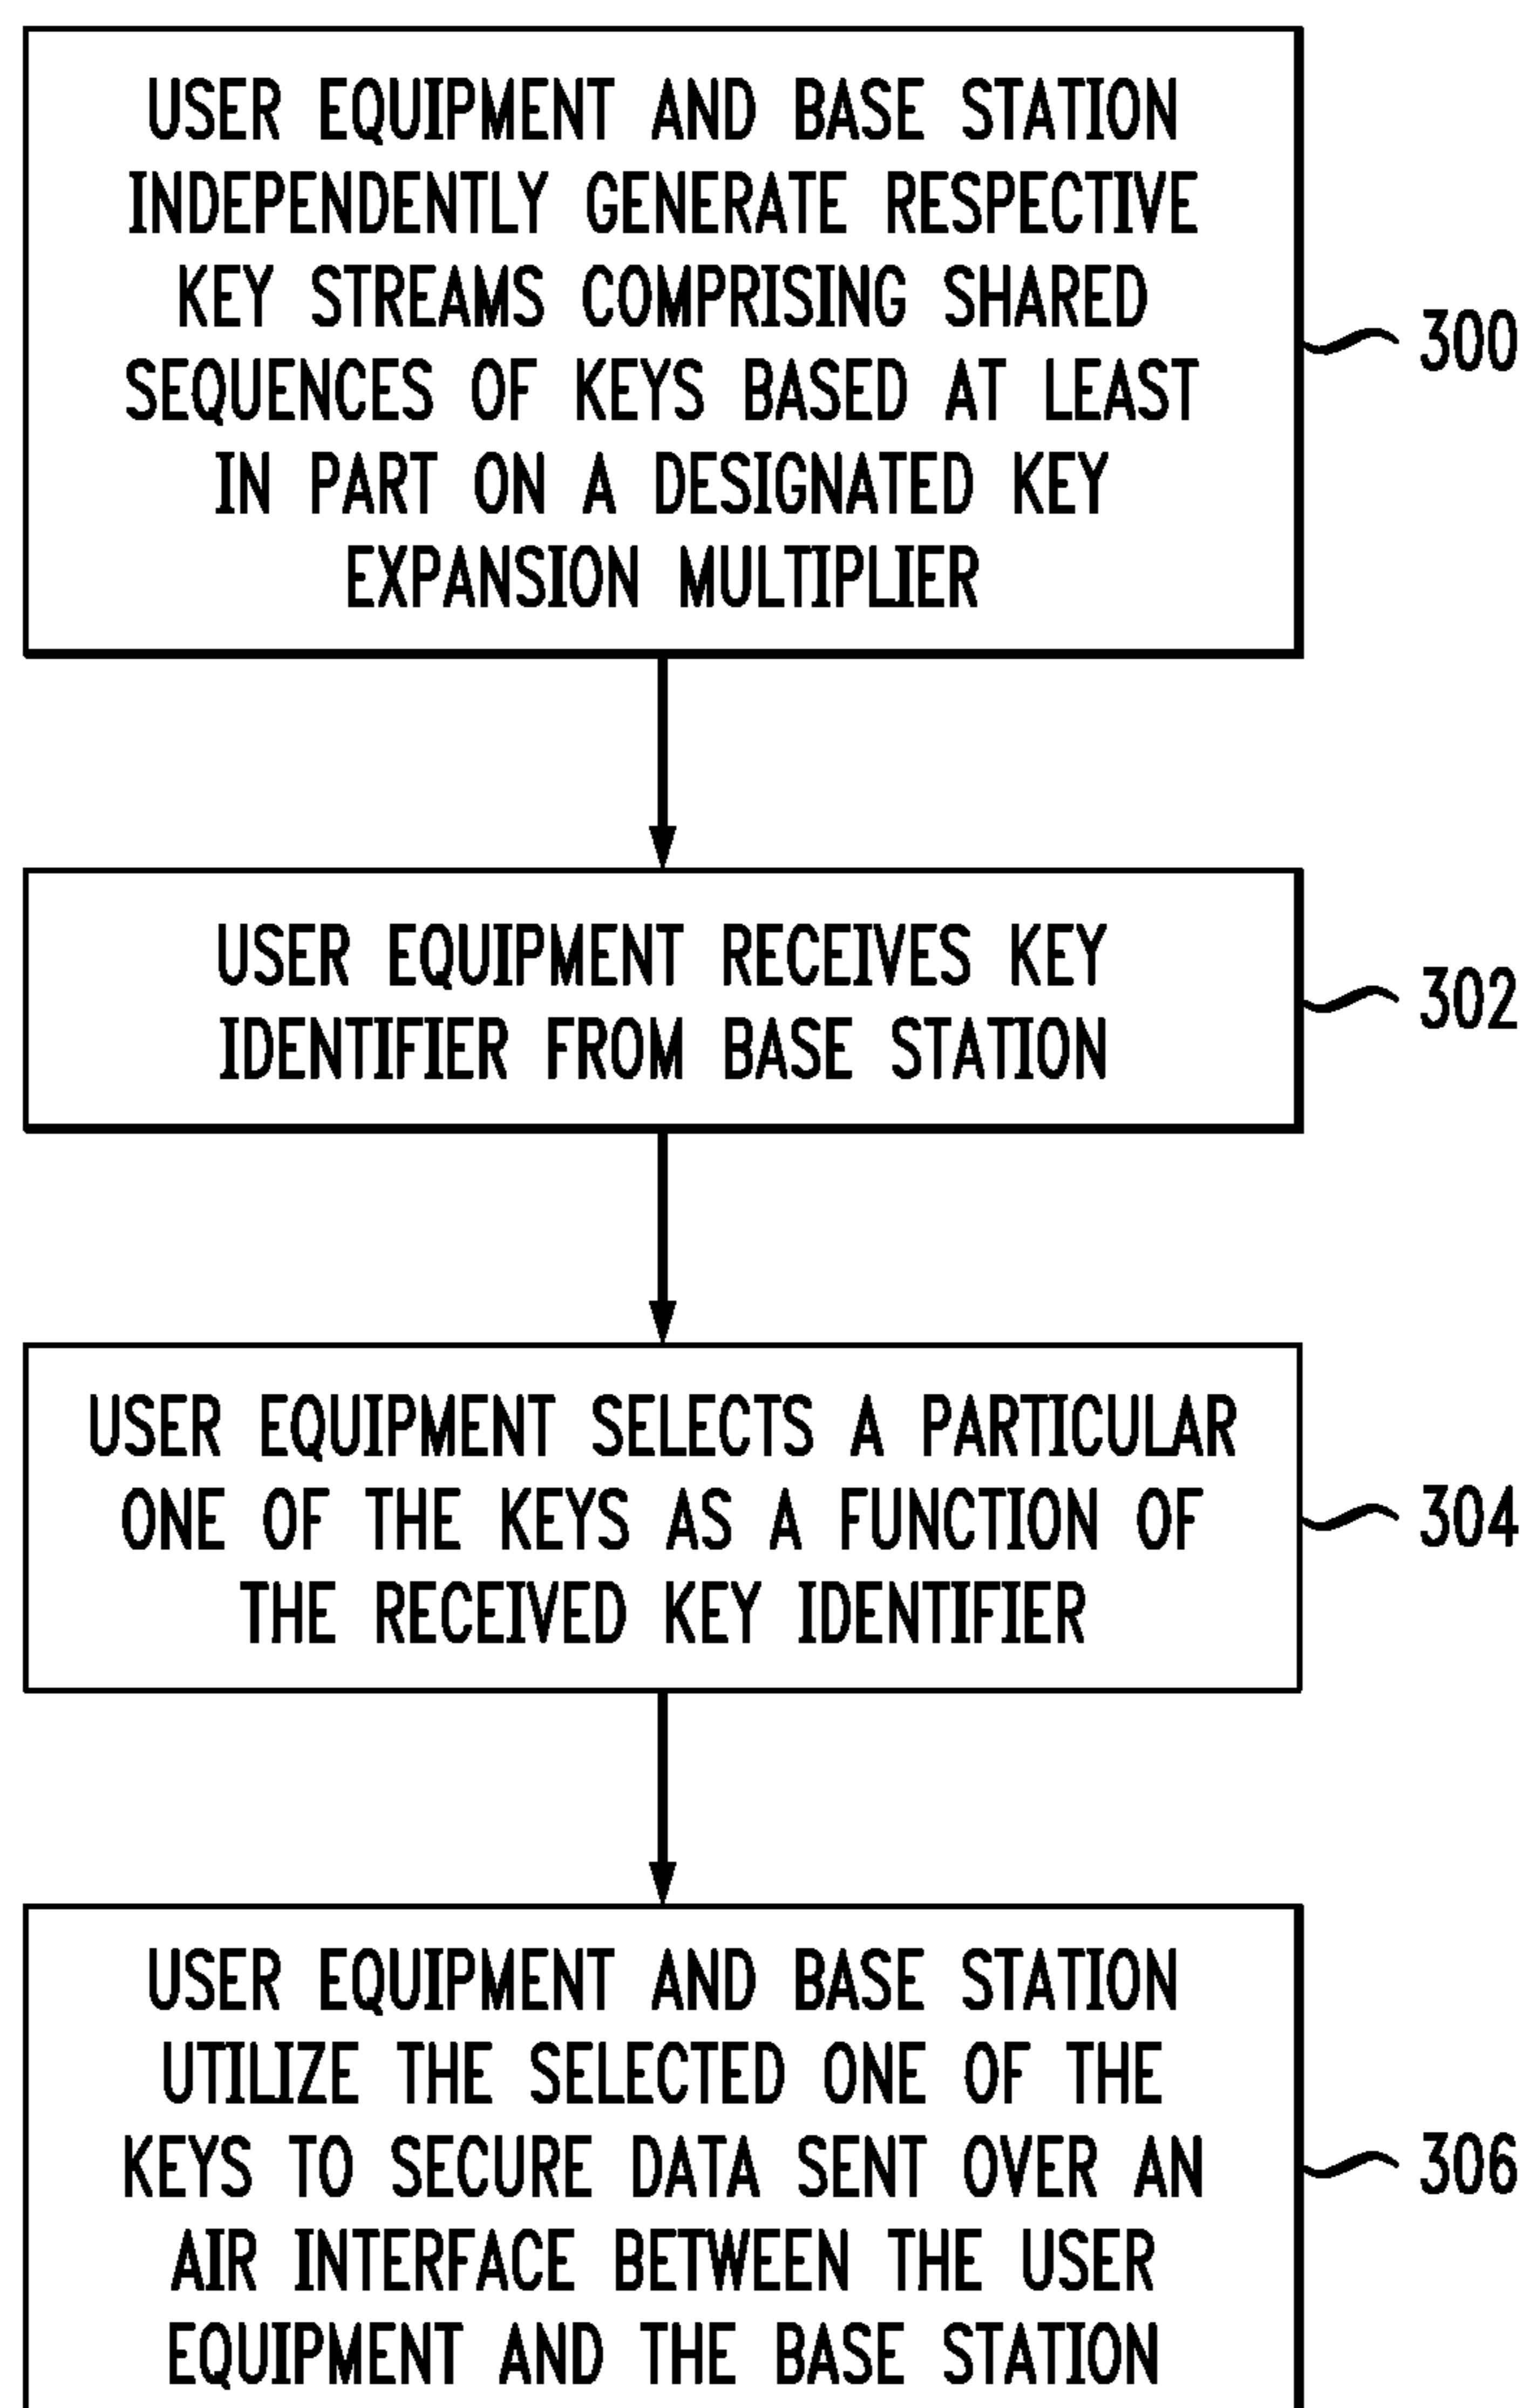 USER EQUIPMENT AND BASE STATION
INDEPENDENTLY GENERATE RESPECTIVE
KEY STREAMS COMPRISING SHARED
SEQUENCES OF KEYS BASED AT LEAST
IN PART ON A DESIGNATED KEY
EXPANSION MULTIPLIER
300
USER EQUIPMENT RECEIVES KEY
IDENTIFIER FROM BASE STATION
302
USER EQUIPMENT SELECTS A PARTICULAR
ONE OF THE KEYS AS A FUNCTION OF
THE RECEIVED KEY IDENTIFIER
304
USER EQUIPMENT AND BASE STATION
UTILIZE THE SELECTED ONE OF THE
KEYS TO SECURE DATA SENT OVER AN
AIR INTERFACE BETWEEN THE USER
EQUIPMENT AND THE BASE STATION
306